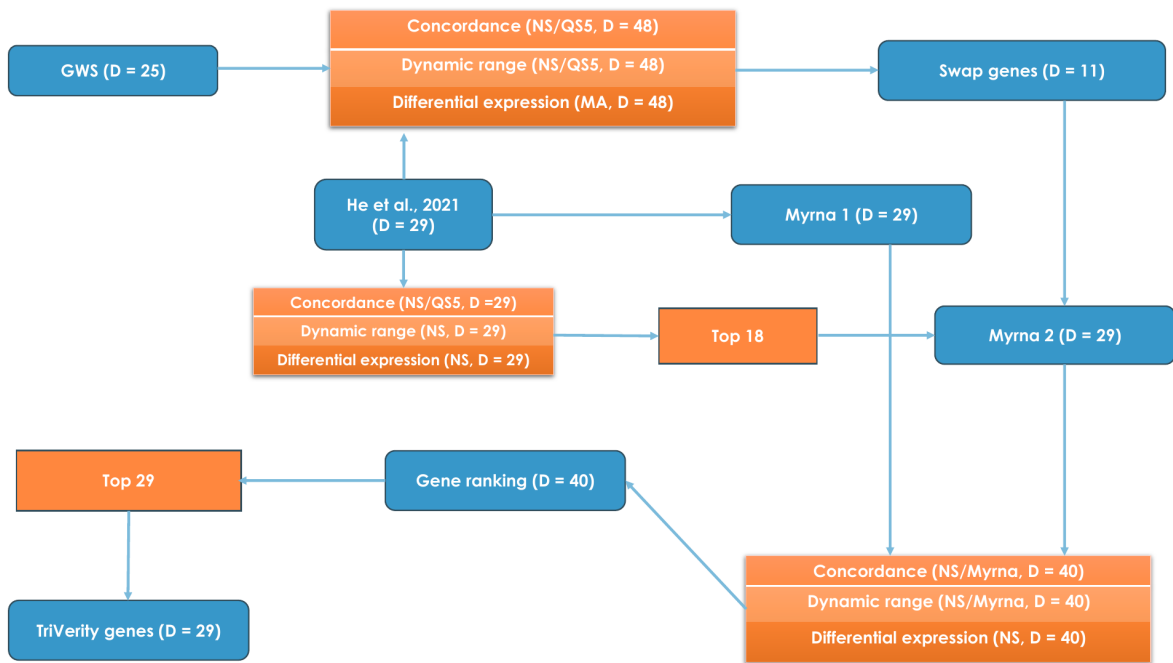 Concordance (NS/QS5, D = 48)
GWS (D = 25)
Dynamic range (NS/QS5, D = 48)
Swap genes (D = 11)
Differential expression (MA, D = 48)
He et al., 2021
(D = 29)
Myrna 1 (D = 29)
Concordance (NS/QS5, D =29)
Dynamic range (NS, D = 29)
Differential expression (NS, D = 29)
Top 18
Myrna 2 (D = 29)
Top 29
Gene ranking (D = 40)
Concordance (NS/Myrna, D = 40)
Dynamic range (NS/Myrna, D = 40)
Differential expression (NS, D = 40)
TriVerity genes (D = 29)